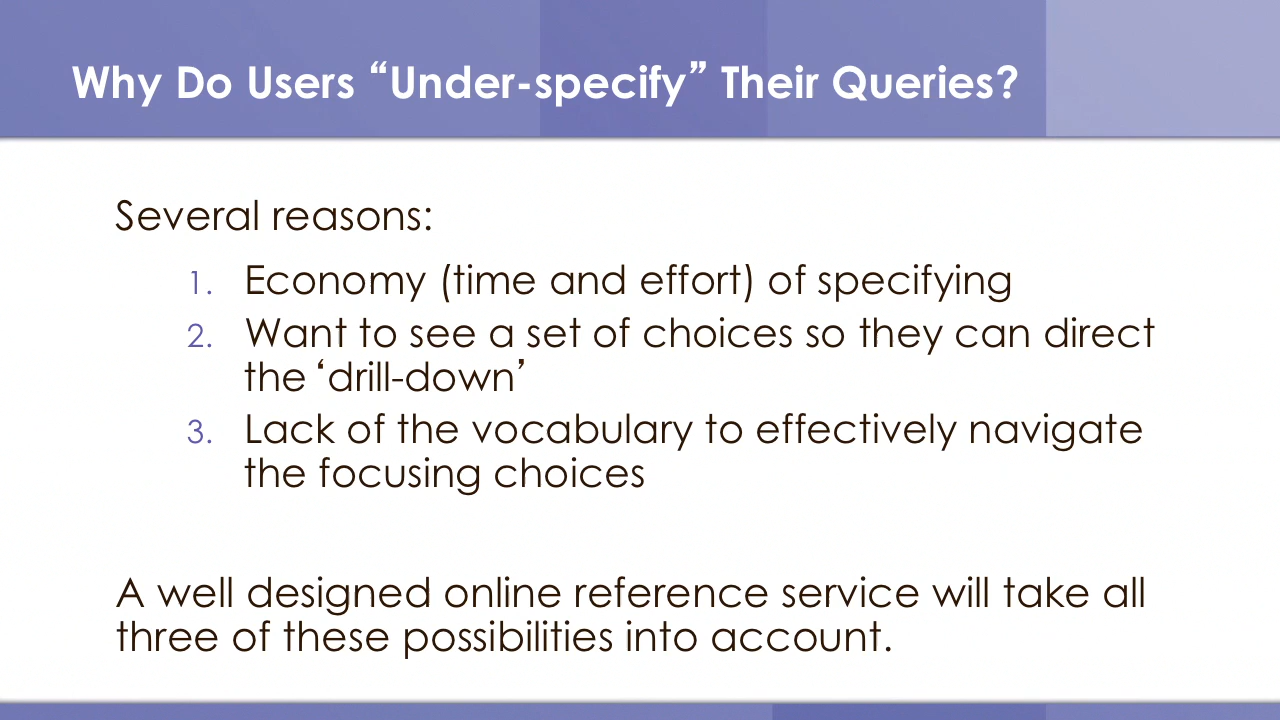 Why Do Users “Under-specify” Their Queries?
Several reasons:
1. Economy (time and effort) of specifying
2. Want to see a set of choices so they can direct
the ‘drill-down’
3. Lack of the vocabulary to effectively navigate
the focusing choices
A well designed online reference service will take all
three of these possibilities into account.